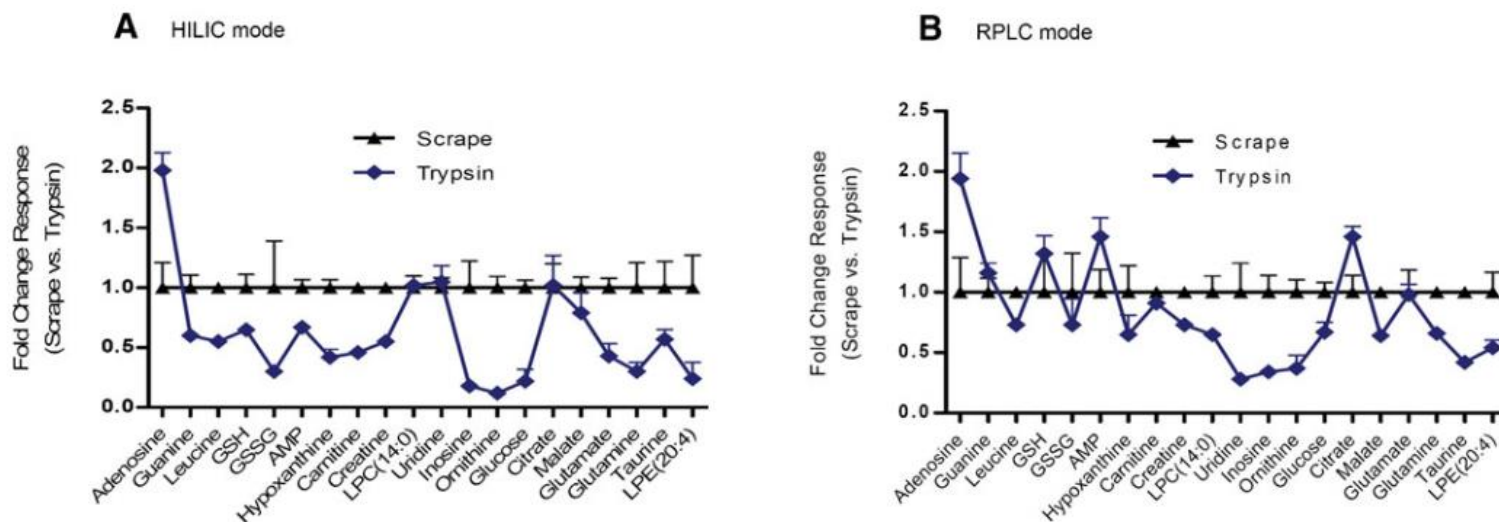 A HILIC mode
Fold Change Response
(Scrape vs. Trypsin)
2.5
2.0
1.5
1.0
0.5
0.0
Scrape
Trypsin
Adenosine
Guanine
Leucine
GSH
GSSG
AMP
Hypoxanthine
Carnitine
Creatine
LPC(14:0)
Uridine
Inosine
Ornithine
Glucose
Citrate
Malate
Glutamate
Glutamine
Taurine
LPE(20:4)
B RPLC mode
Fold Change Response
(Scrape vs. Trypsin)
2.5
2.0
1.5
1.0
0.5
0.0
Scrape
Trypsin
Adenosine
Guanine
Leucine
GSH
GSSG
AMP
Hypoxanthine
Carnitine
Creatine
LPC(14:0)
Uridine
Inosine
Ornithine
Glucose
Citrate
Malate
Glutamate
Glutamine
Taurine
LPE(20:4)